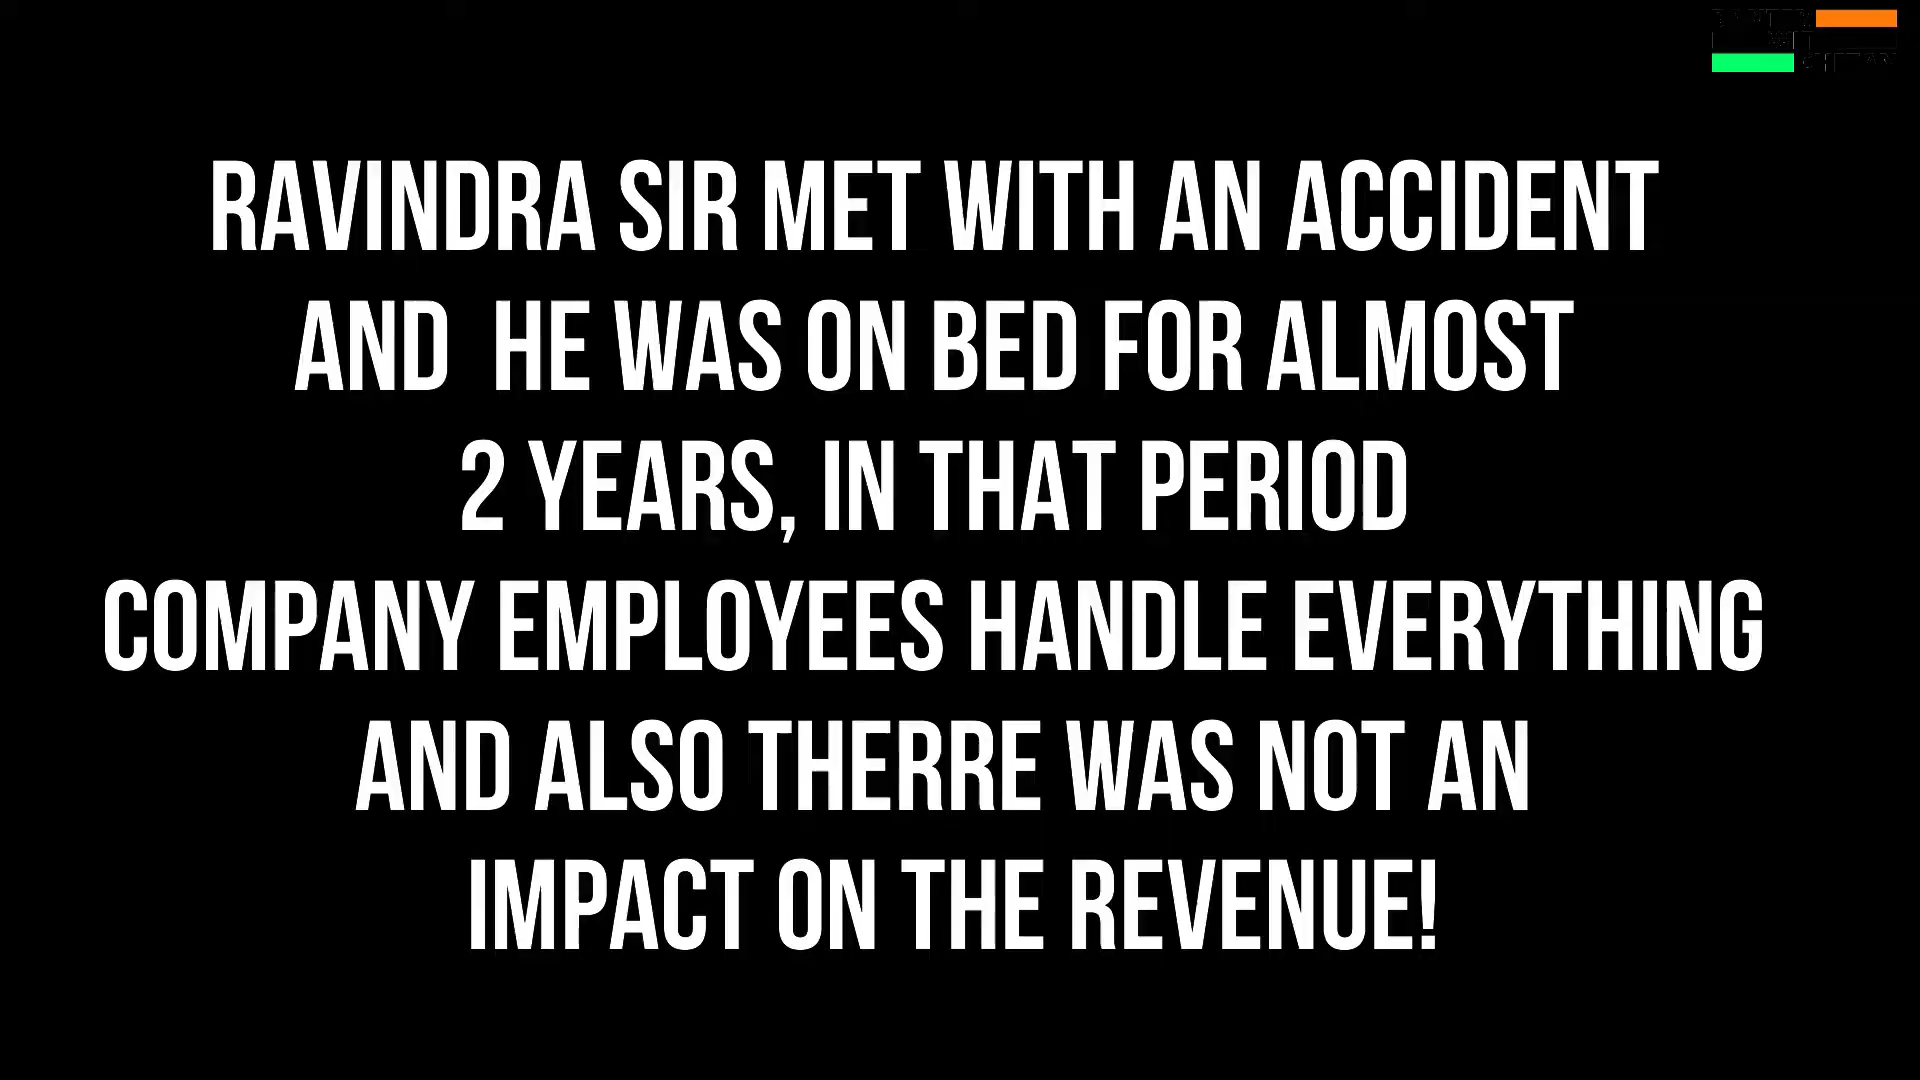 RAVINDRA SIR MET WITH AN ACCIDENT
AND  HE WAS ON BED FOR ALMOST
2 YEARS, IN THAT PERIOD
COMPANY EMPLOYEES HANDLE EVERYTHING
AND ALSO THERRE WAS NOT AN
IMPACT ON THE REVENUE!